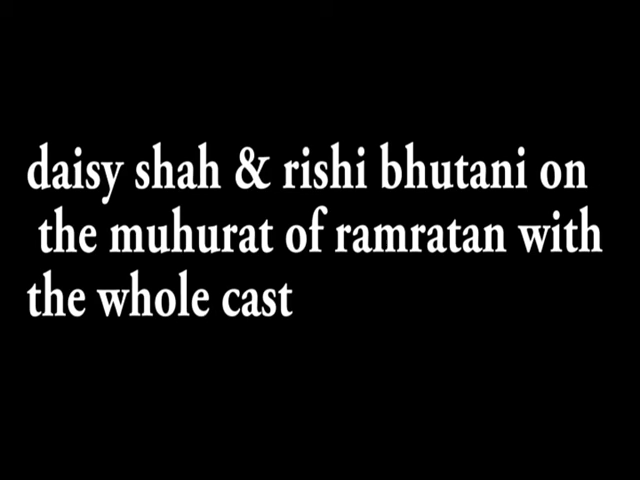 daisy shah & rishi bhutani on
the muhurat of ramratan with
the whole cast